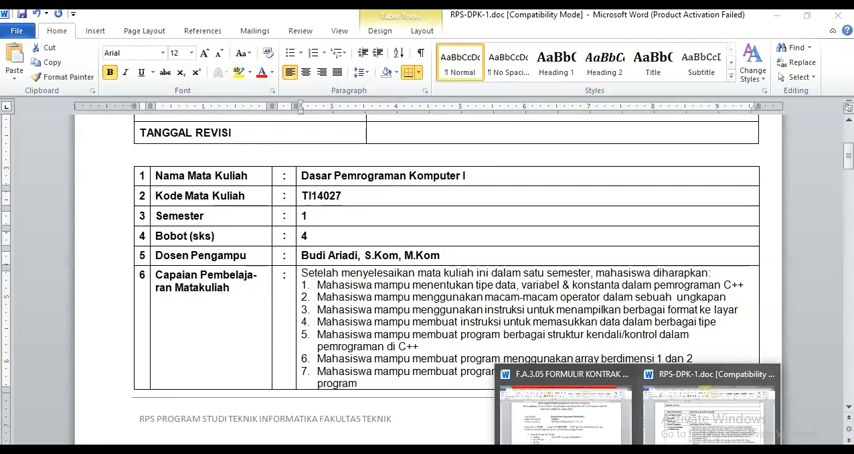 RPS-DPK-1.doc [Compatibility Mode] - Microsoft Word (Product Activation Failed)
Table Tools
File Home Insert Page Layout References Mailings Review View Design Layout
Cut
Copy
Format Painter
Paste
Clipboard
Arial 12
Font
Paragraph
AaBbCcDc AaBbCcDc AaBbC AaBbCc AaBbC AaBbCcI
¶ Normal ¶ No Spaci... Heading 1 Heading 2 Title Subtitle
Change Styles
Styles
Find
Replace
Select
Editing
TANGGAL REVISI
1 Nama Mata Kuliah : Dasar Pemrograman Komputer I
2 Kode Mata Kuliah : TI14027
3 Semester : 1
4 Bobot (sks) : 4
5 Dosen Pengampu : Budi Ariadi, S.Kom, M.Kom
6 Capaian Pembelaja- : Setelah menyelesaikan mata kuliah ini dalam satu semester, mahasiswa diharapkan:
ran Matakuliah 1. Mahasiswa mampu menentukan tipe data, variabel & konstanta dalam pemrograman C++
2. Mahasiswa mampu menggunakan macam-macam operator dalam sebuah ungkapan
3. Mahasiswa mampu menggunakan instruksi untuk menampilkan berbagai format ke layar
4. Mahasiswa mampu membuat instruksi untuk memasukkan data dalam berbagai tipe
5. Mahasiswa mampu membuat program berbagai struktur kendali/kontrol dalam
pemrograman di C++
6. Mahasiswa mampu membuat program menggunakan array berdimensi 1 dan 2
7. Mahasiswa mampu membuat prog
program
F.A.3.05 FORMULIR KONTRAK ... RPS-DPK-1.doc [Compatibility ...
Activate Windows
RPS PROGRAM STUDI TEKNIK INFORMATIKA FAKULTAS TEKNIK